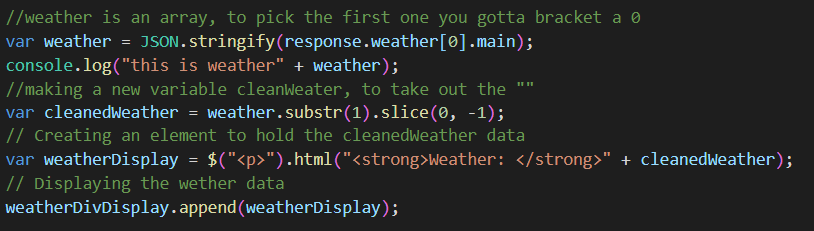 //weather is an array, to pick the first one you gotta bracket a 0
var weather = JSON.stringify(response.weather[0].main);
console.log("this is weather" + weather);
//making a new variable cleanWeater, to take out the ""
var cleanedWeather = weather.substr(1).slice(0, -1);
// Creating an element to hold the cleanedWeather data
var weatherDisplay = $("<p>").html("<strong>Weather: </strong>" + cleanedWeather);
// Displaying the wether data
weatherDivDisplay.append(weatherDisplay);